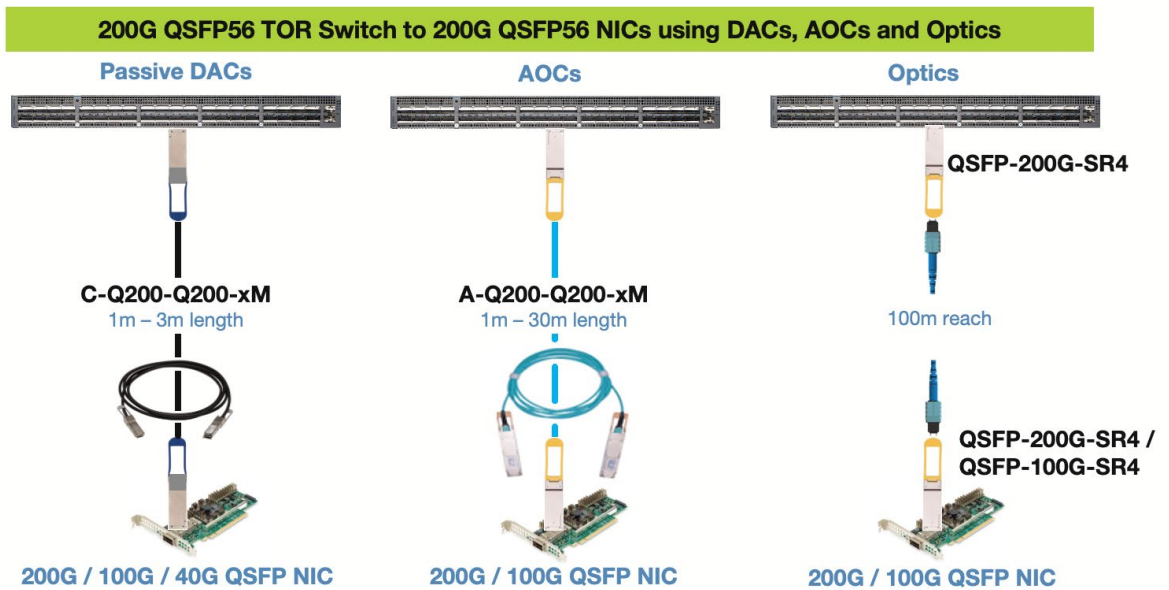 200G QSFP56 TOR Switch to 200G QSFP56 NICs using DACs, AOCs and Optics
Passive DACs
AOCs
Optics
QSFP-200G-SR4
C-Q200-Q200-xM
1m – 3m length
A-Q200-Q200-xM
1m – 30m length
100m reach
QSFP-200G-SR4 /
QSFP-100G-SR4
200G / 100G / 40G QSFP NIC
200G / 100G QSFP NIC
200G / 100G QSFP NIC